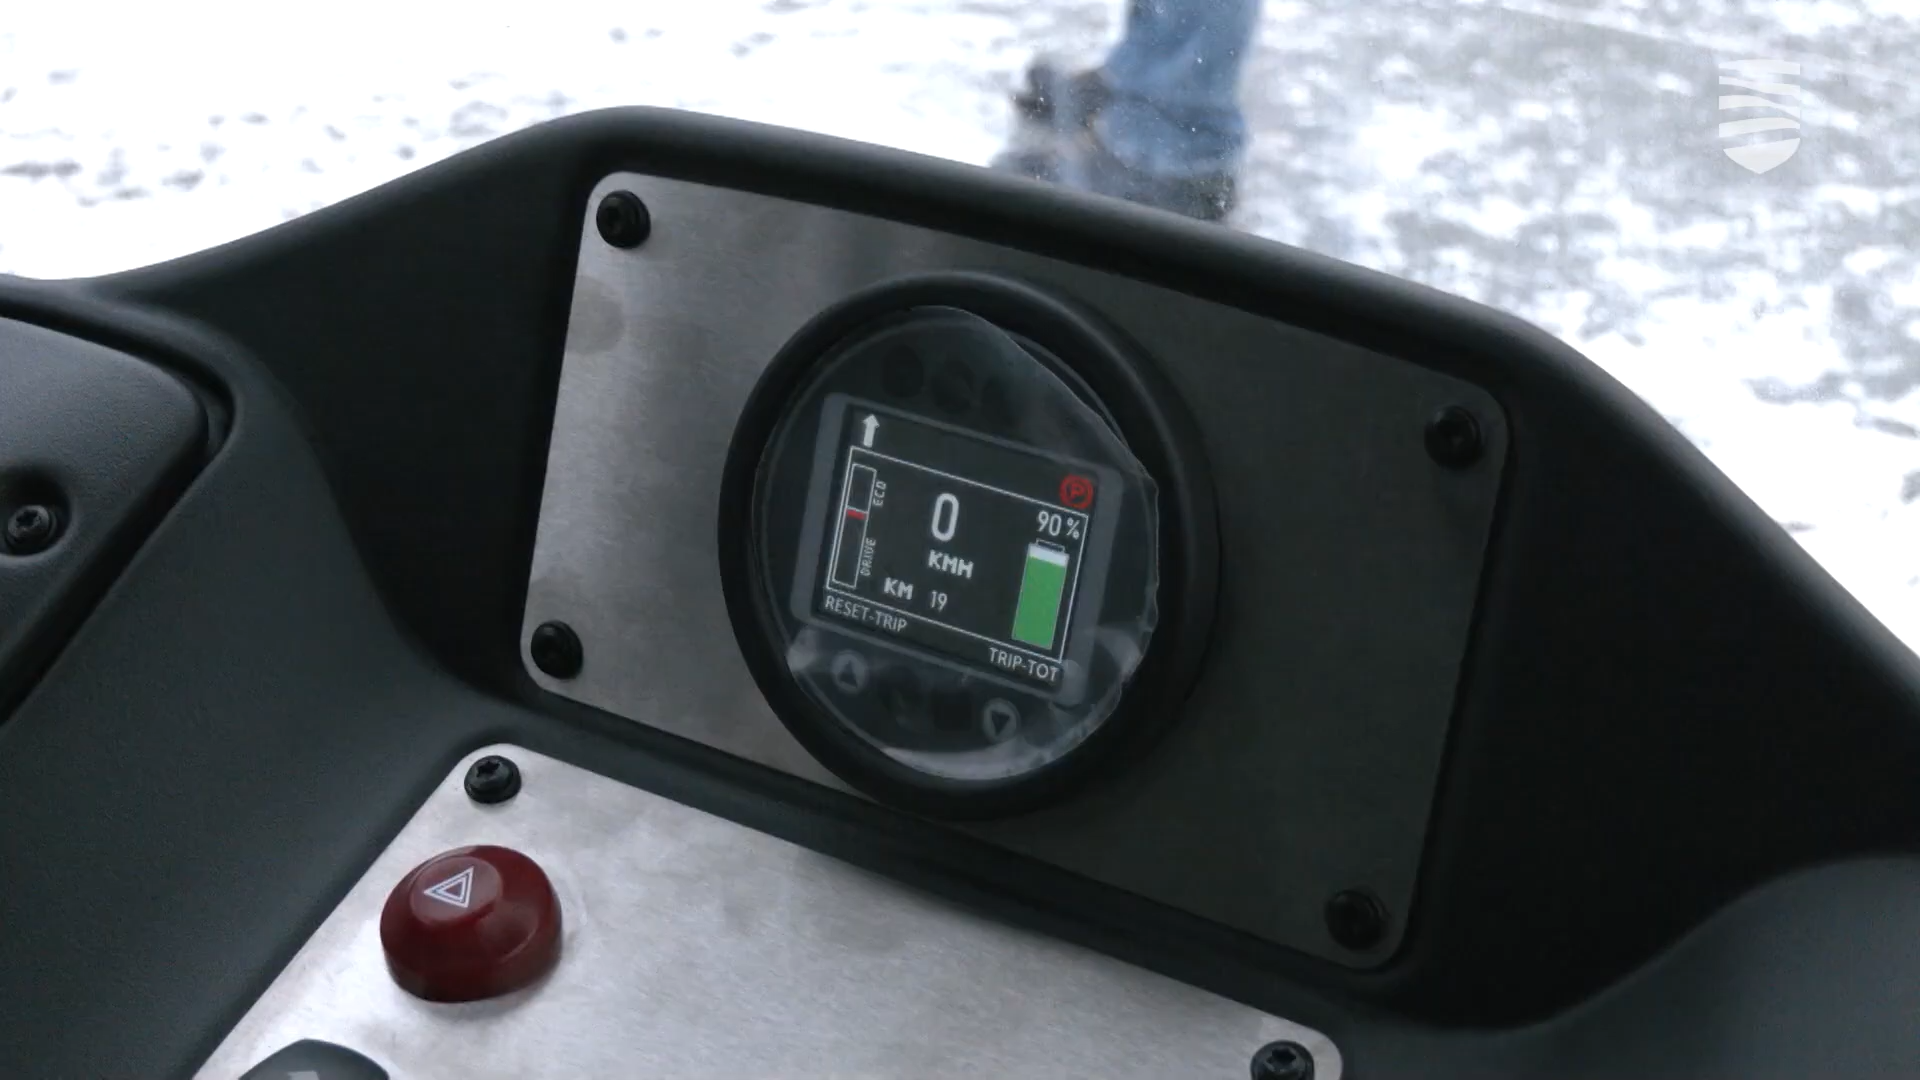 P
ECO
0
90 %
KMH
DRIVE
KM 19
RESET-TRIP
TRIP-TOT